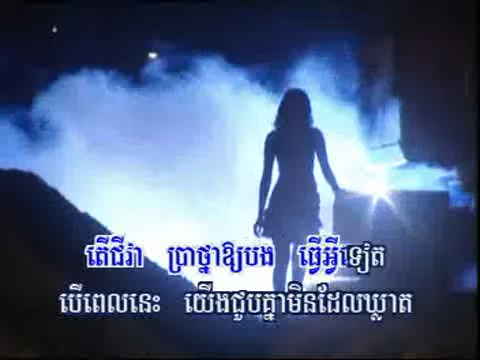 តើជីវា ប្រាថ្នាឱ្យបង ធ្វើអ្វីទៀត
បើពេលនេះ យើងជួបគ្នាមិនដែលឃ្លាត